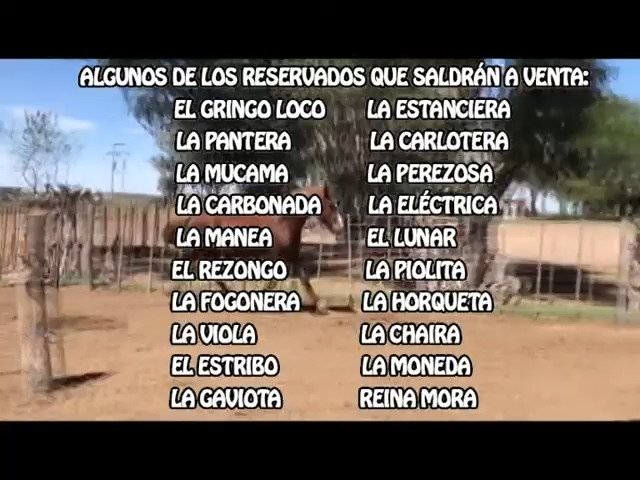 ALGUNOS DE LOS RESERVADOS QUE SALDRÁN A VENTA:
EL GRINGO LOCO
LA PANTERA
LA MUCAMA
LA CARBONADA
LA MANEA
EL REZONGO
LA FOGONERA
LA VIOLA
EL ESTRIBO
LA GAVIOTA
LA ESTANCIERA
LA CARLOTERA
LA PEREZOSA
LA ELÉCTRICA
EL LUNAR
LA PIOLITA
LA HORQUETA
LA CHAIRA
LA MONEDA
REINA MORA